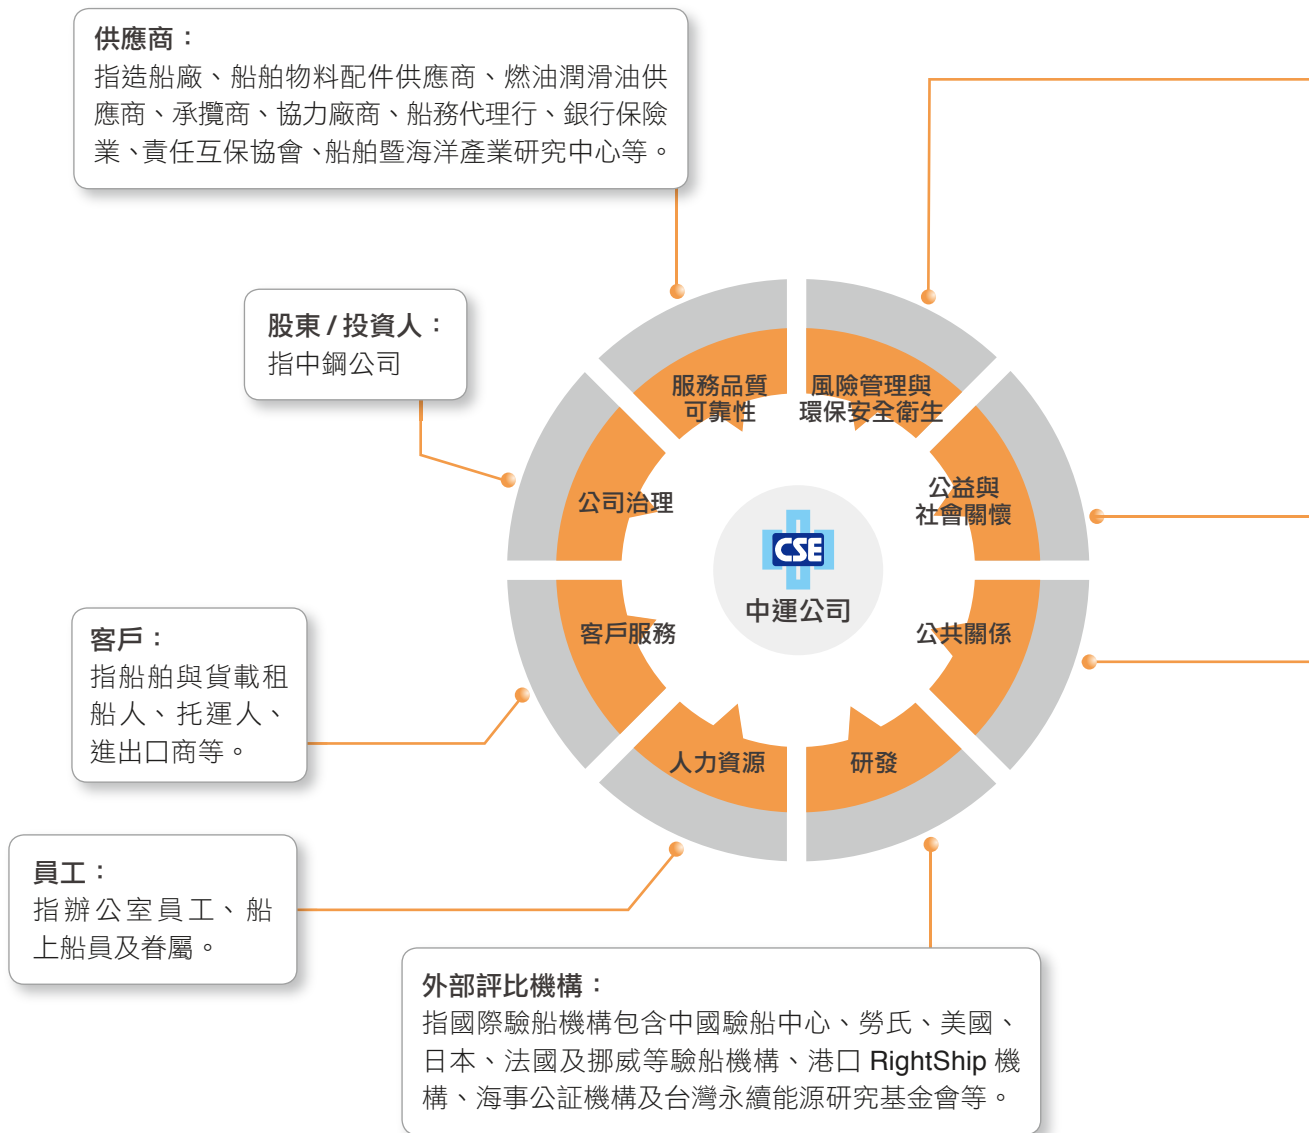 供應商：
指造船廠、船舶物料配件供應商、燃油潤滑油供
應商、承攬商、協力廠商、船務代理行、銀行保險
業、責任互保協會、船舶暨海洋產業研究中心等。
股東 / 投資人：
指中鋼公司
服務品質
可靠性
風險管理與
環保安全衛生
公司治理
公益與
社會關懷
CSE
中運公司
客戶服務
公共關係
人力資源
研發
客戶：
指船舶與貨載租
船人、托運人、
進出口商等。
員工：
指辦公室員工、船
上船員及眷屬。
外部評比機構：
指國際驗船機構包含中國驗船中心、勞氏、美國、
日本、法國及挪威等驗船機構、港口 RightShip 機
構、海事公証機構及台灣永續能源研究基金會等。